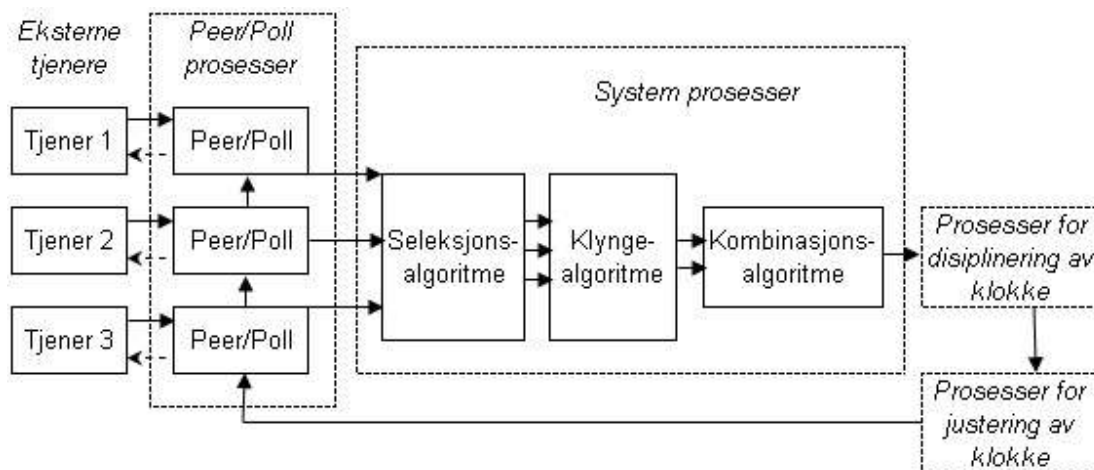 Eksterne
tjenere
Peer/Poll
prosesser
System prosesser
Tjener 1
Peer/Poll
Tjener 2
Peer/Poll
Tjener 3
Peer/Poll
Seleksjons-
algoritme
Klynge-
algoritme
Kombinasjons-
algoritme
Prosesser for
disiplinering av
klokke
Prosesser for
justering av
klokke